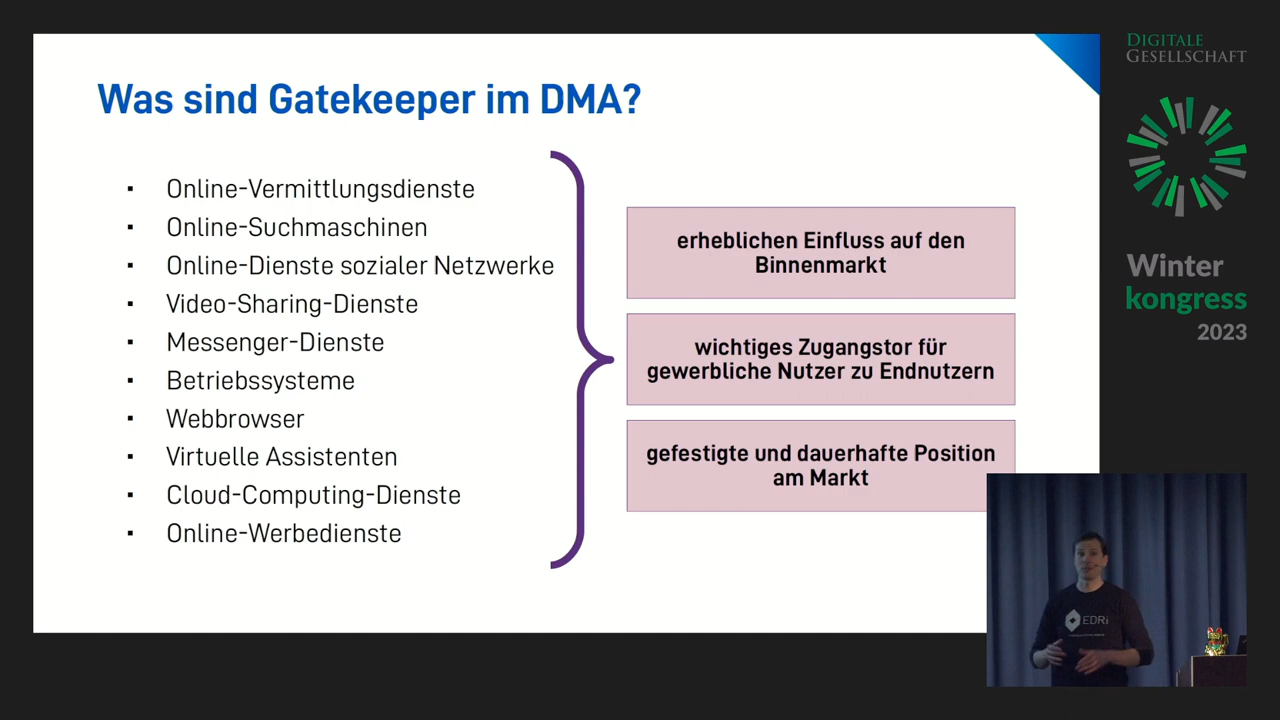 Was sind Gatekeeper im DMA?
Online-Vermittlungsdienste
Online-Suchmaschinen
Online-Dienste sozialer Netzwerke
Video-Sharing-Dienste
Messenger-Dienste
Betriebssysteme
Webbrowser
Virtuelle Assistenten
Cloud-Computing-Dienste
Online-Werbedienste
erheblichen Einfluss auf den
Binnenmarkt
wichtiges Zugangstor für
gewerbliche Nutzer zu Endnutzern
gefestigte und dauerhafte Position
am Markt
DIGITALE
GESELLSCHAFT
Winter
kongress
2023
EDRi